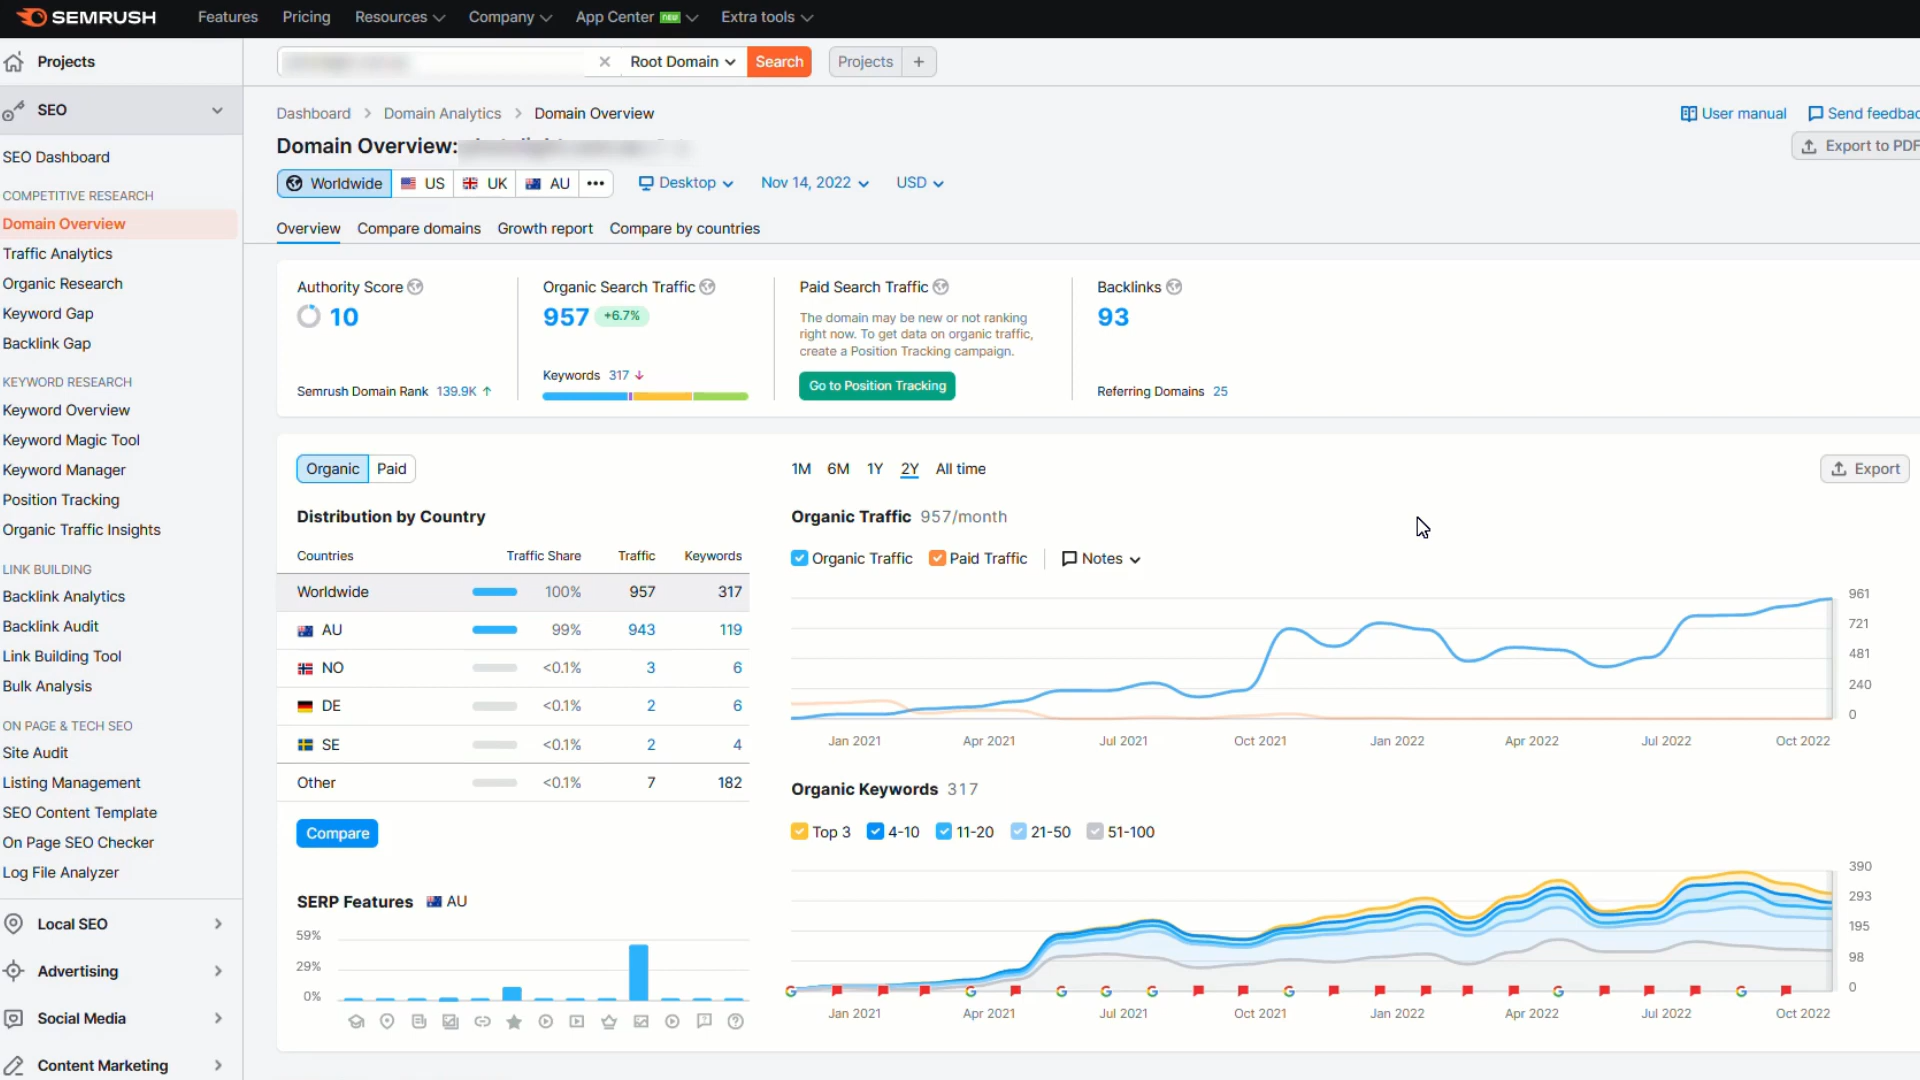 SEMRUSH Features Pricing Resources Company App Center NEW Extra tools
Projects
Root Domain Search Projects +
SEO
Dashboard > Domain Analytics > Domain Overview
User manual Send feedbac
Domain Overview:
Export to PDF
Worldwide US UK AU ••• Desktop Nov 14, 2022 USD
Overview Compare domains Growth report Compare by countries
SEO Dashboard
COMPETITIVE RESEARCH
Domain Overview
Traffic Analytics
Organic Research
Keyword Gap
Backlink Gap
KEYWORD RESEARCH
Keyword Overview
Keyword Magic Tool
Keyword Manager
Position Tracking
Organic Traffic Insights
LINK BUILDING
Backlink Analytics
Backlink Audit
Link Building Tool
Bulk Analysis
ON PAGE & TECH SEO
Site Audit
Listing Management
SEO Content Template
On Page SEO Checker
Log File Analyzer
Local SEO
Advertising
Social Media
Content Marketing
Authority Score
10
Semrush Domain Rank 139.9K ↑
Organic Search Traffic
957 +6.7%
Keywords 317 ↓
Paid Search Traffic
The domain may be new or not ranking
right now. To get data on organic traffic,
create a Position Tracking campaign.
Go to Position Tracking
Backlinks
93
Referring Domains 25
Organic Paid
Distribution by Country
Countries Traffic Share Traffic Keywords
Worldwide 100% 957 317
AU 99% 943 119
NO <0.1% 3 6
DE <0.1% 2 6
SE <0.1% 2 4
Other <0.1% 7 182
Compare
SERP Features AU
59%
29%
0%
1M 6M 1Y 2Y All time
Export
Organic Traffic 957/month
Organic Traffic Paid Traffic Notes
961
721
481
240
0
Jan 2021 Apr 2021 Jul 2021 Oct 2021 Jan 2022 Apr 2022 Jul 2022 Oct 2022
Organic Keywords 317
Top 3 4-10 11-20 21-50 51-100
390
293
195
98
0
Jan 2021 Apr 2021 Jul 2021 Oct 2021 Jan 2022 Apr 2022 Jul 2022 Oct 2022